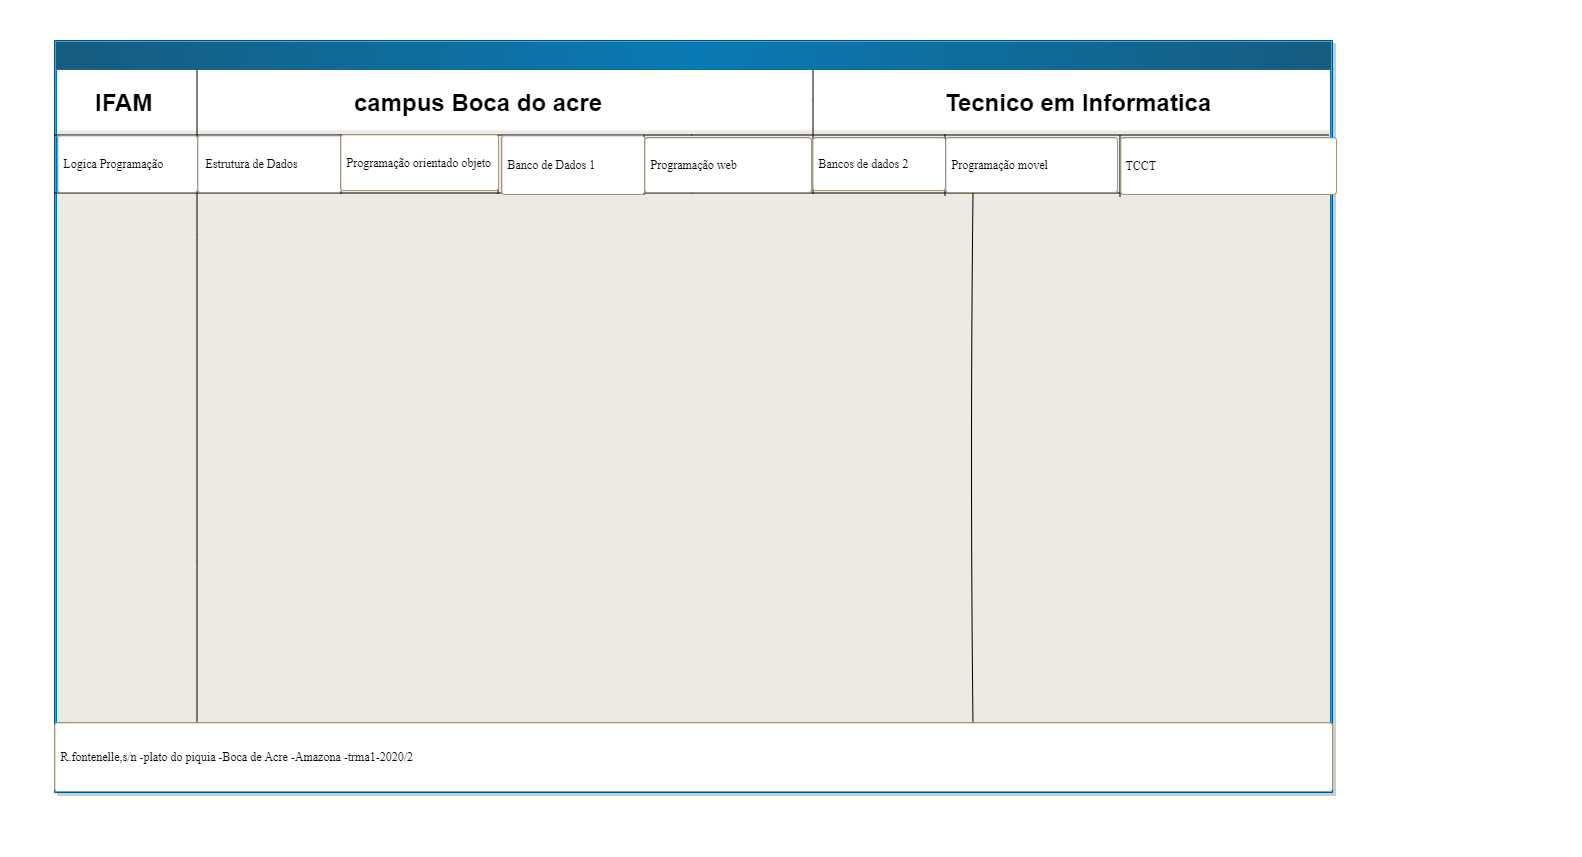 IFAM campus Boca do acre Tecnico em Informatica
Logica Programação Estrutura de Dados Programação orientado objeto Banco de Dados 1 Programação web Bancos de dados 2 Programação movel TCCT
R.fontenelle,s/n -plato do piquia -Boca de Acre -Amazona -trma1-2020/2